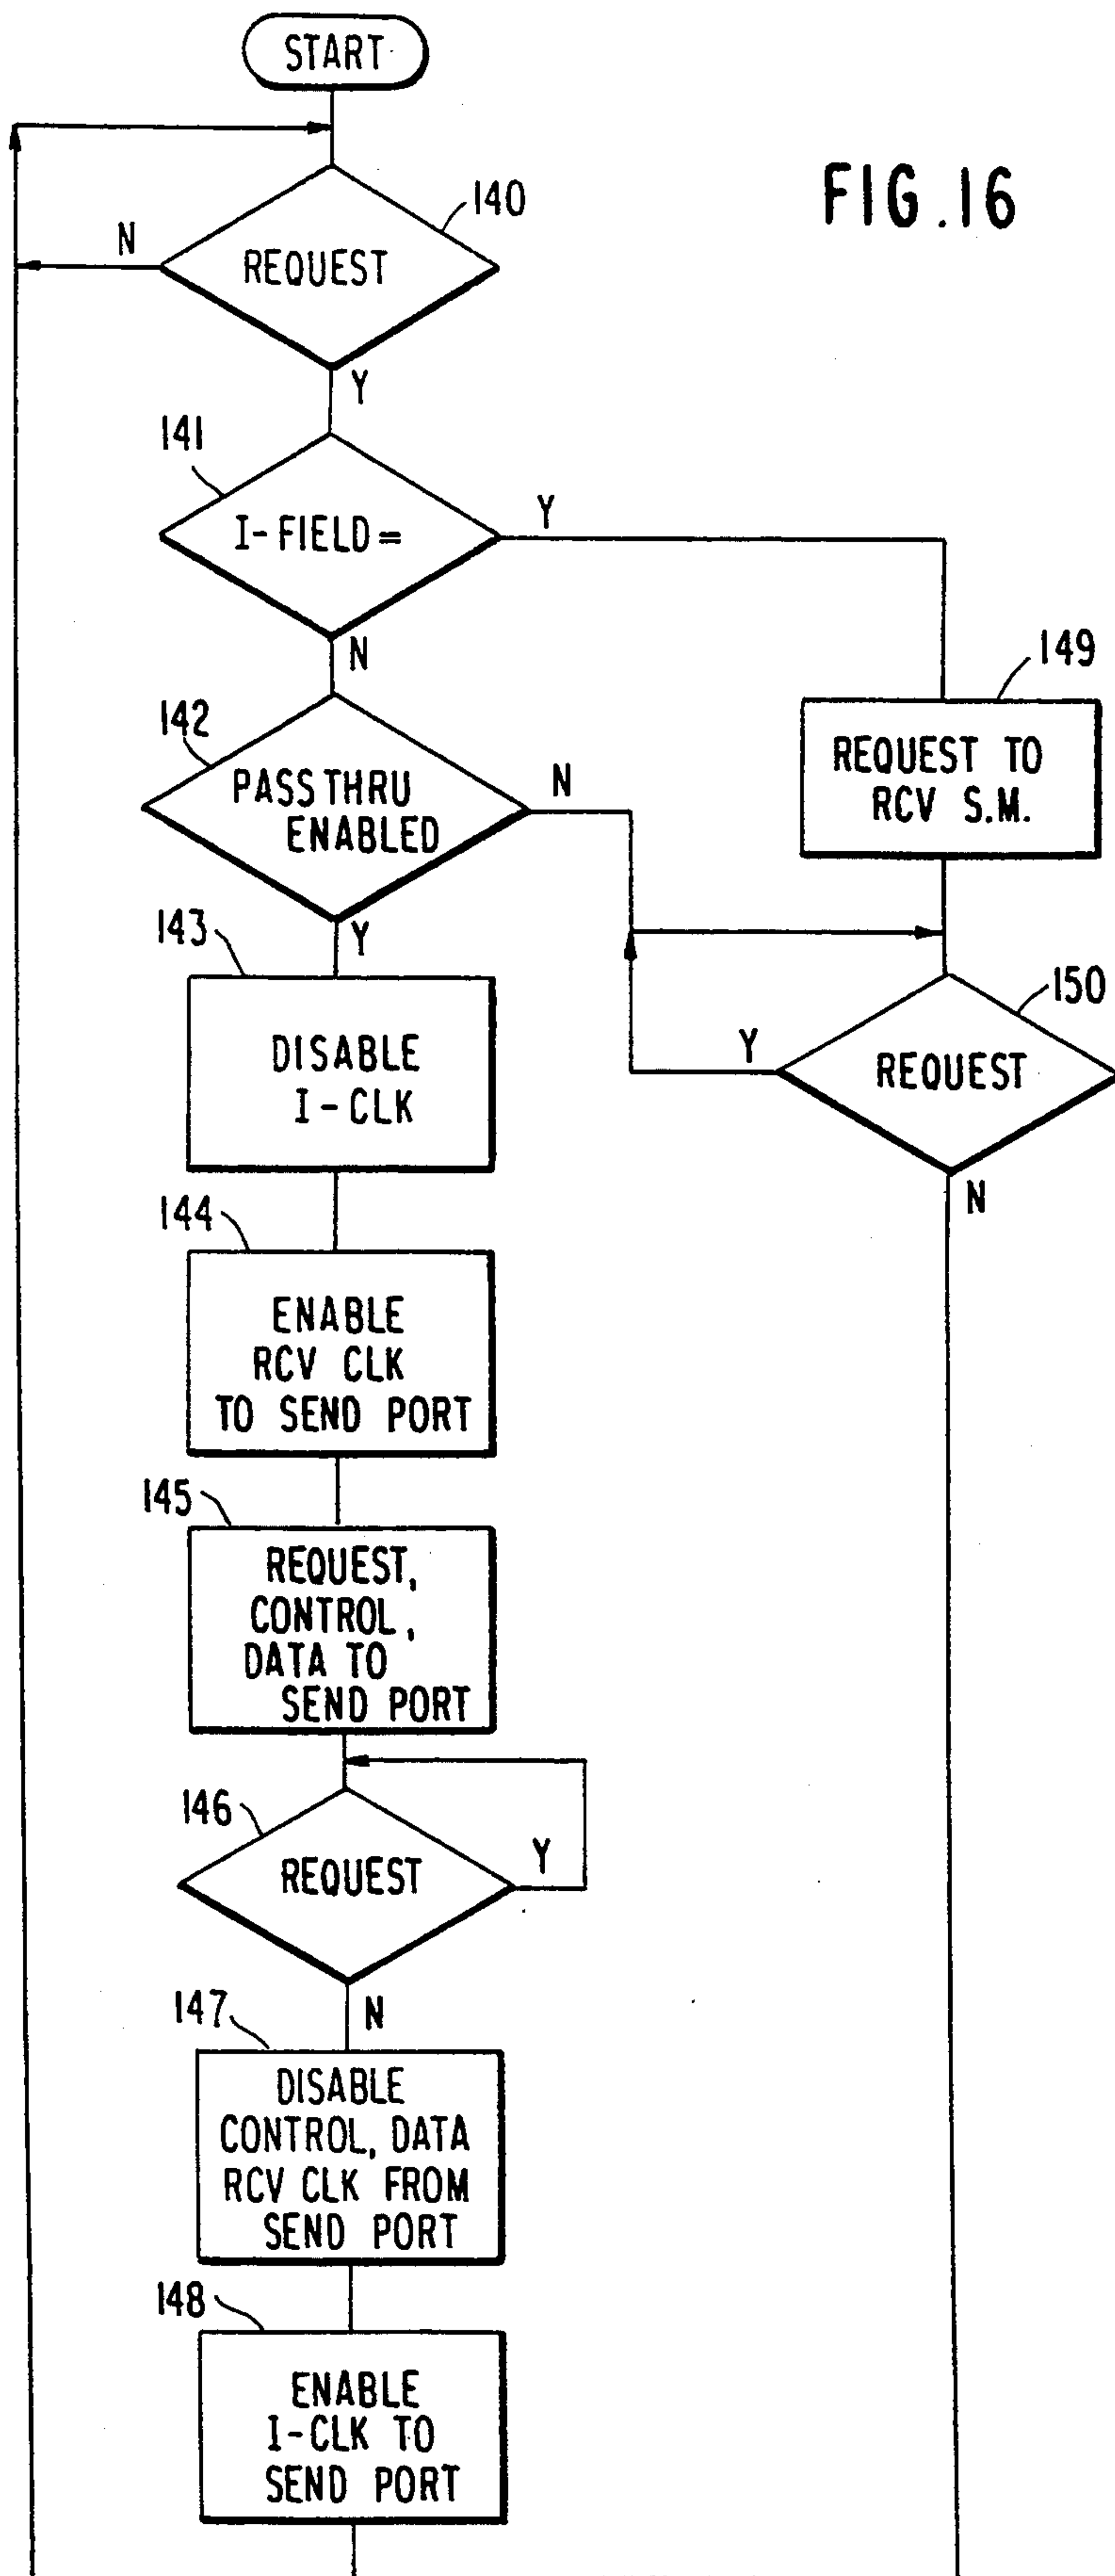 START
FIG.16
140
N
REQUEST
Y
141
I-FIELD=
Y
N
149
142
PASS THRU
ENABLED
N
REQUEST TO
RCV S.M.
143
Y
150
DISABLE
I-CLK
Y
REQUEST
N
144
ENABLE
RCV CLK
TO SEND PORT
145
REQUEST,
CONTROL,
DATA TO
SEND PORT
146
REQUEST
Y
N
147
DISABLE
CONTROL, DATA
RCV CLK FROM
SEND PORT
148
ENABLE
I-CLK TO
SEND PORT